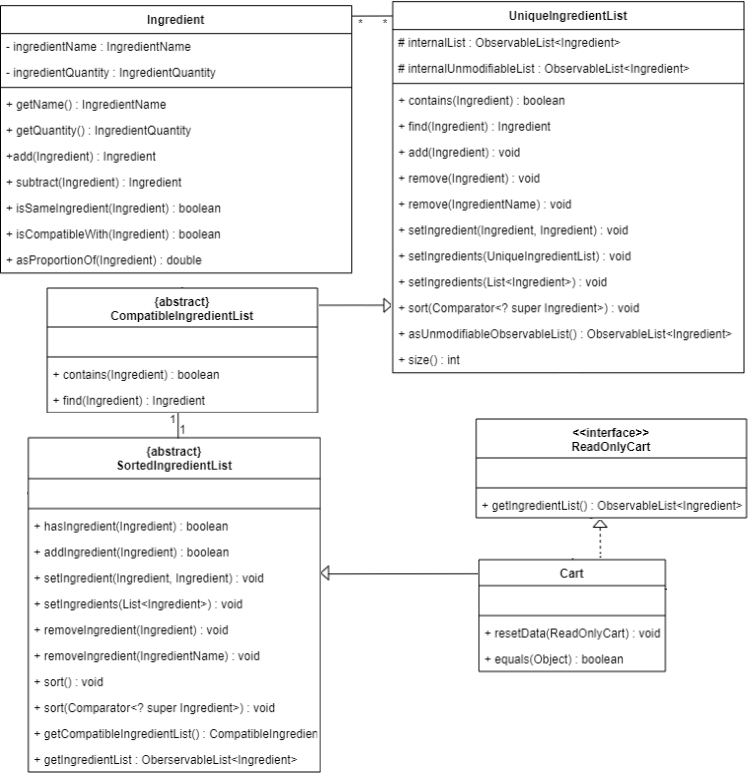 Ingredient
- ingredientName : IngredientName
- ingredientQuantity : IngredientQuantity
+ getName() : IngredientName
+ getQuantity() : IngredientQuantity
+add(Ingredient) : Ingredient
+ subtract(Ingredient) : Ingredient
+ isSameIngredient(Ingredient) : boolean
+ isCompatibleWith(Ingredient) : boolean
+ asProportionOf(Ingredient) : double
* *
UniqueIngredientList
# internalList : ObservableList<Ingredient>
# internalUnmodifiableList : ObservableList<Ingredient>
+ contains(Ingredient) : boolean
+ find(Ingredient) : Ingredient
+ add(Ingredient) : void
+ remove(Ingredient) : void
+ remove(IngredientName) : void
+ setIngredient(Ingredient, Ingredient) : void
+ setIngredients(UniqueIngredientList) : void
+ setIngredients(List<Ingredient>) : void
+ sort(Comparator<? super Ingredient>) : void
+ asUnmodifiableObservableList() : ObservableList<Ingredient>
+ size() : int
{abstract}
CompatibleIngredientList
+ contains(Ingredient) : boolean
+ find(Ingredient) : Ingredient
1
1
{abstract}
SortedIngredientList
+ hasIngredient(Ingredient) : boolean
+ addIngredient(Ingredient) : boolean
+ setIngredient(Ingredient, Ingredient) : void
+ setIngredients(List<Ingredient>) : void
+ removeIngredient(Ingredient) : void
+ removeIngredient(IngredientName) : void
+ sort() : void
+ sort(Comparator<? super Ingredient>) : void
+ getCompatibleIngredientList() : CompatibleIngredien
+ getIngredientList : OberservableList<Ingredient>
<<interface>>
ReadOnlyCart
+ getIngredientList() : ObservableList<Ingredient>
Cart
+ resetData(ReadOnlyCart) : void
+ equals(Object) : boolean